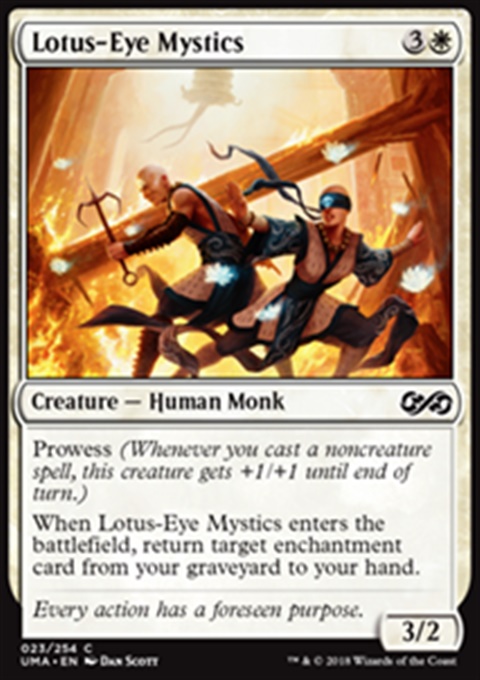 Lotus-Eye Mystics 3
Creature — Human Monk
Prowess (Whenever you cast a noncreature
spell, this creature gets +1/+1 until end of
turn.)
When Lotus-Eye Mystics enters the
battlefield, return target enchantment
card from your graveyard to your hand.
Every action has a foreseen purpose.
3/2
023/254 C
UMA • EN Dan Scott
™ & © 2018 Wizards of the Coast